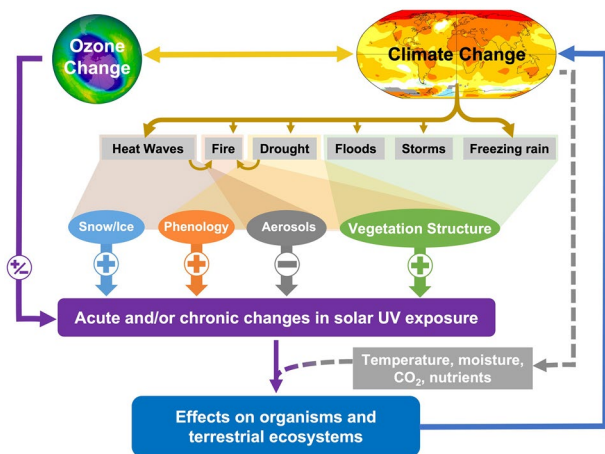 Ozone
Change
Climate Change
Heat Waves
Fire
Drought
Floods
Storms
Freezing rain
Snow/Ice
Phenology
Aerosols
Vegetation Structure
+/-
+
+
−
+
Acute and/or chronic changes in solar UV exposure
Temperature, moisture,
CO₂, nutrients
Effects on organisms and
terrestrial ecosystems